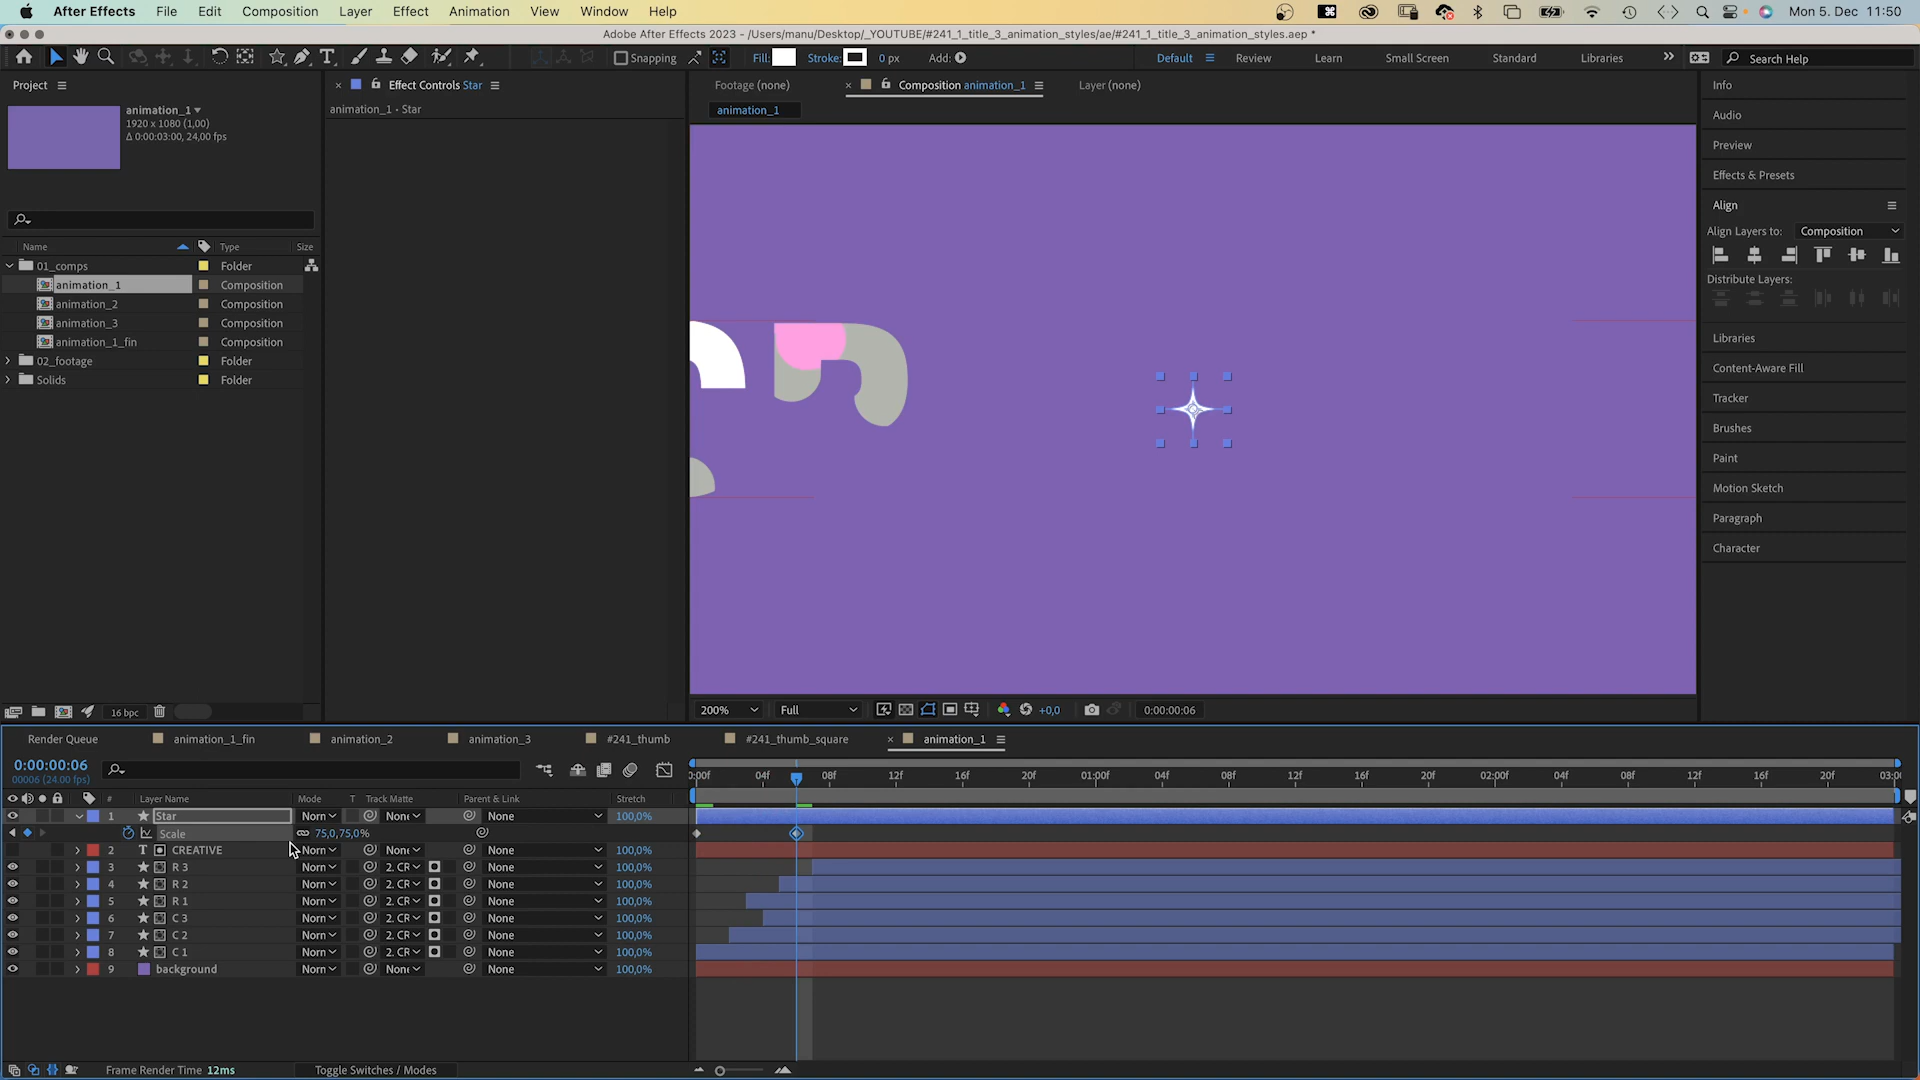 After Effects File Edit Composition Layer Effect Animation View Window Help Mon 5. Dec 11:50
Adobe After Effects 2023 - /Users/manu/Desktop/_YOUTUBE/#241_1_title_3_animation_styles/ae/#241_1_title_3_animation_styles.aep *
Snapping Fill: Stroke: 0 px Add: Default Review Learn Small Screen Standard Libraries Search Help
Project Effect Controls Star Footage (none) Composition animation_1 Layer (none) Info
animation_1
1920 x 1080 (1,00)
Δ 0:00:03:00, 24,00 fps
animation_1 • Star
animation_1
Audio
Preview
Effects & Presets
Align
Align Layers to: Composition
Distribute Layers:
Libraries
Content-Aware Fill
Tracker
Brushes
Paint
Motion Sketch
Paragraph
Character
Name Type Size
01_comps Folder
animation_1 Composition
animation_2 Composition
animation_3 Composition
animation_1_fin Composition
02_footage Folder
Solids Folder
16 bpc 200% Full +0,0 0:00:00:06
Render Queue animation_1_fin animation_2 animation_3 #241_thumb #241_thumb_square animation_1
0:00:00:06
00006 (24.00 fps)
0:00f 04f 08f 12f 16f 20f 01:00f 04f 08f 12f 16f 20f 02:00f 04f 08f 12f 16f 20f 03:0
# Layer Name Mode T Track Matte Parent & Link Stretch
1 Star Norn None None 100,0%
Scale 75,0,75,0%
2 CREATIVE Norn None None 100,0%
3 R 3 Norn 2. CR None 100,0%
4 R 2 Norn 2. CR None 100,0%
5 R 1 Norn 2. CR None 100,0%
6 C 3 Norn 2. CR None 100,0%
7 C 2 Norn 2. CR None 100,0%
8 C 1 Norn 2. CR None 100,0%
9 background Norn None None 100,0%
Frame Render Time 12ms Toggle Switches / Modes